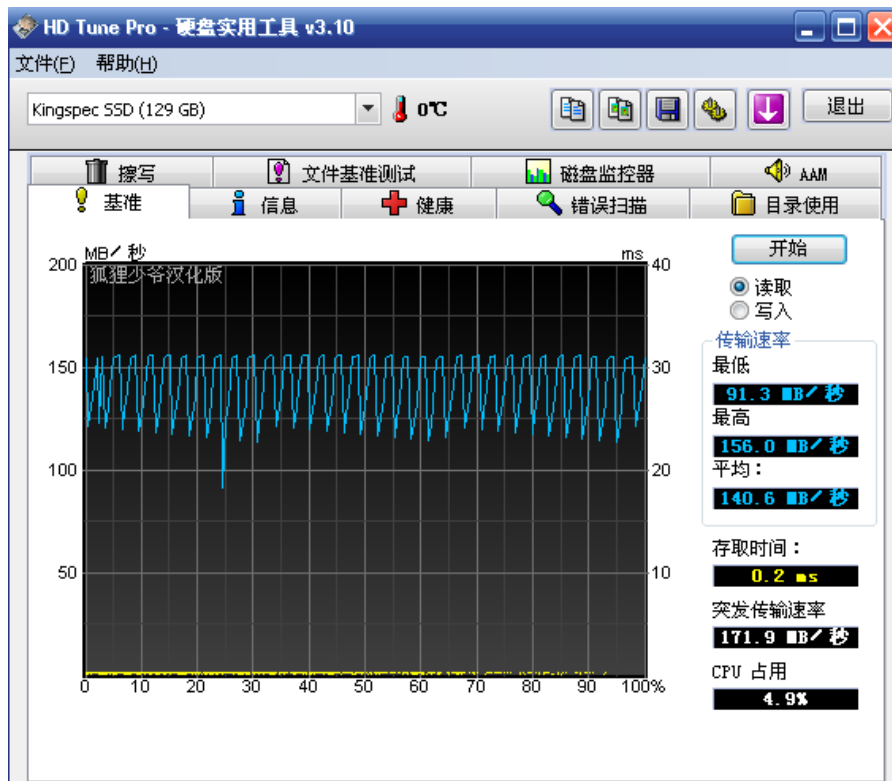 HD Tune Pro - 硬盘实用工具 v3.10
文件(F) 帮助(H)
Kingspec SSD (129 GB) 0℃ 退出
擦写 文件基准测试 磁盘监控器 AAM
基准 信息 健康 错误扫描 目录使用
MB/秒 ms
狐狸少爷汉化版
200 40
150 30
100 20
50 10
0 10 20 30 40 50 60 70 80 90 100%
开始
读取
写入
传输速率
最低
91.3 MB/秒
最高
156.0 MB/秒
平均:
140.6 MB/秒
存取时间:
0.2 ms
突发传输速率
171.9 MB/秒
CPU 占用
4.9%